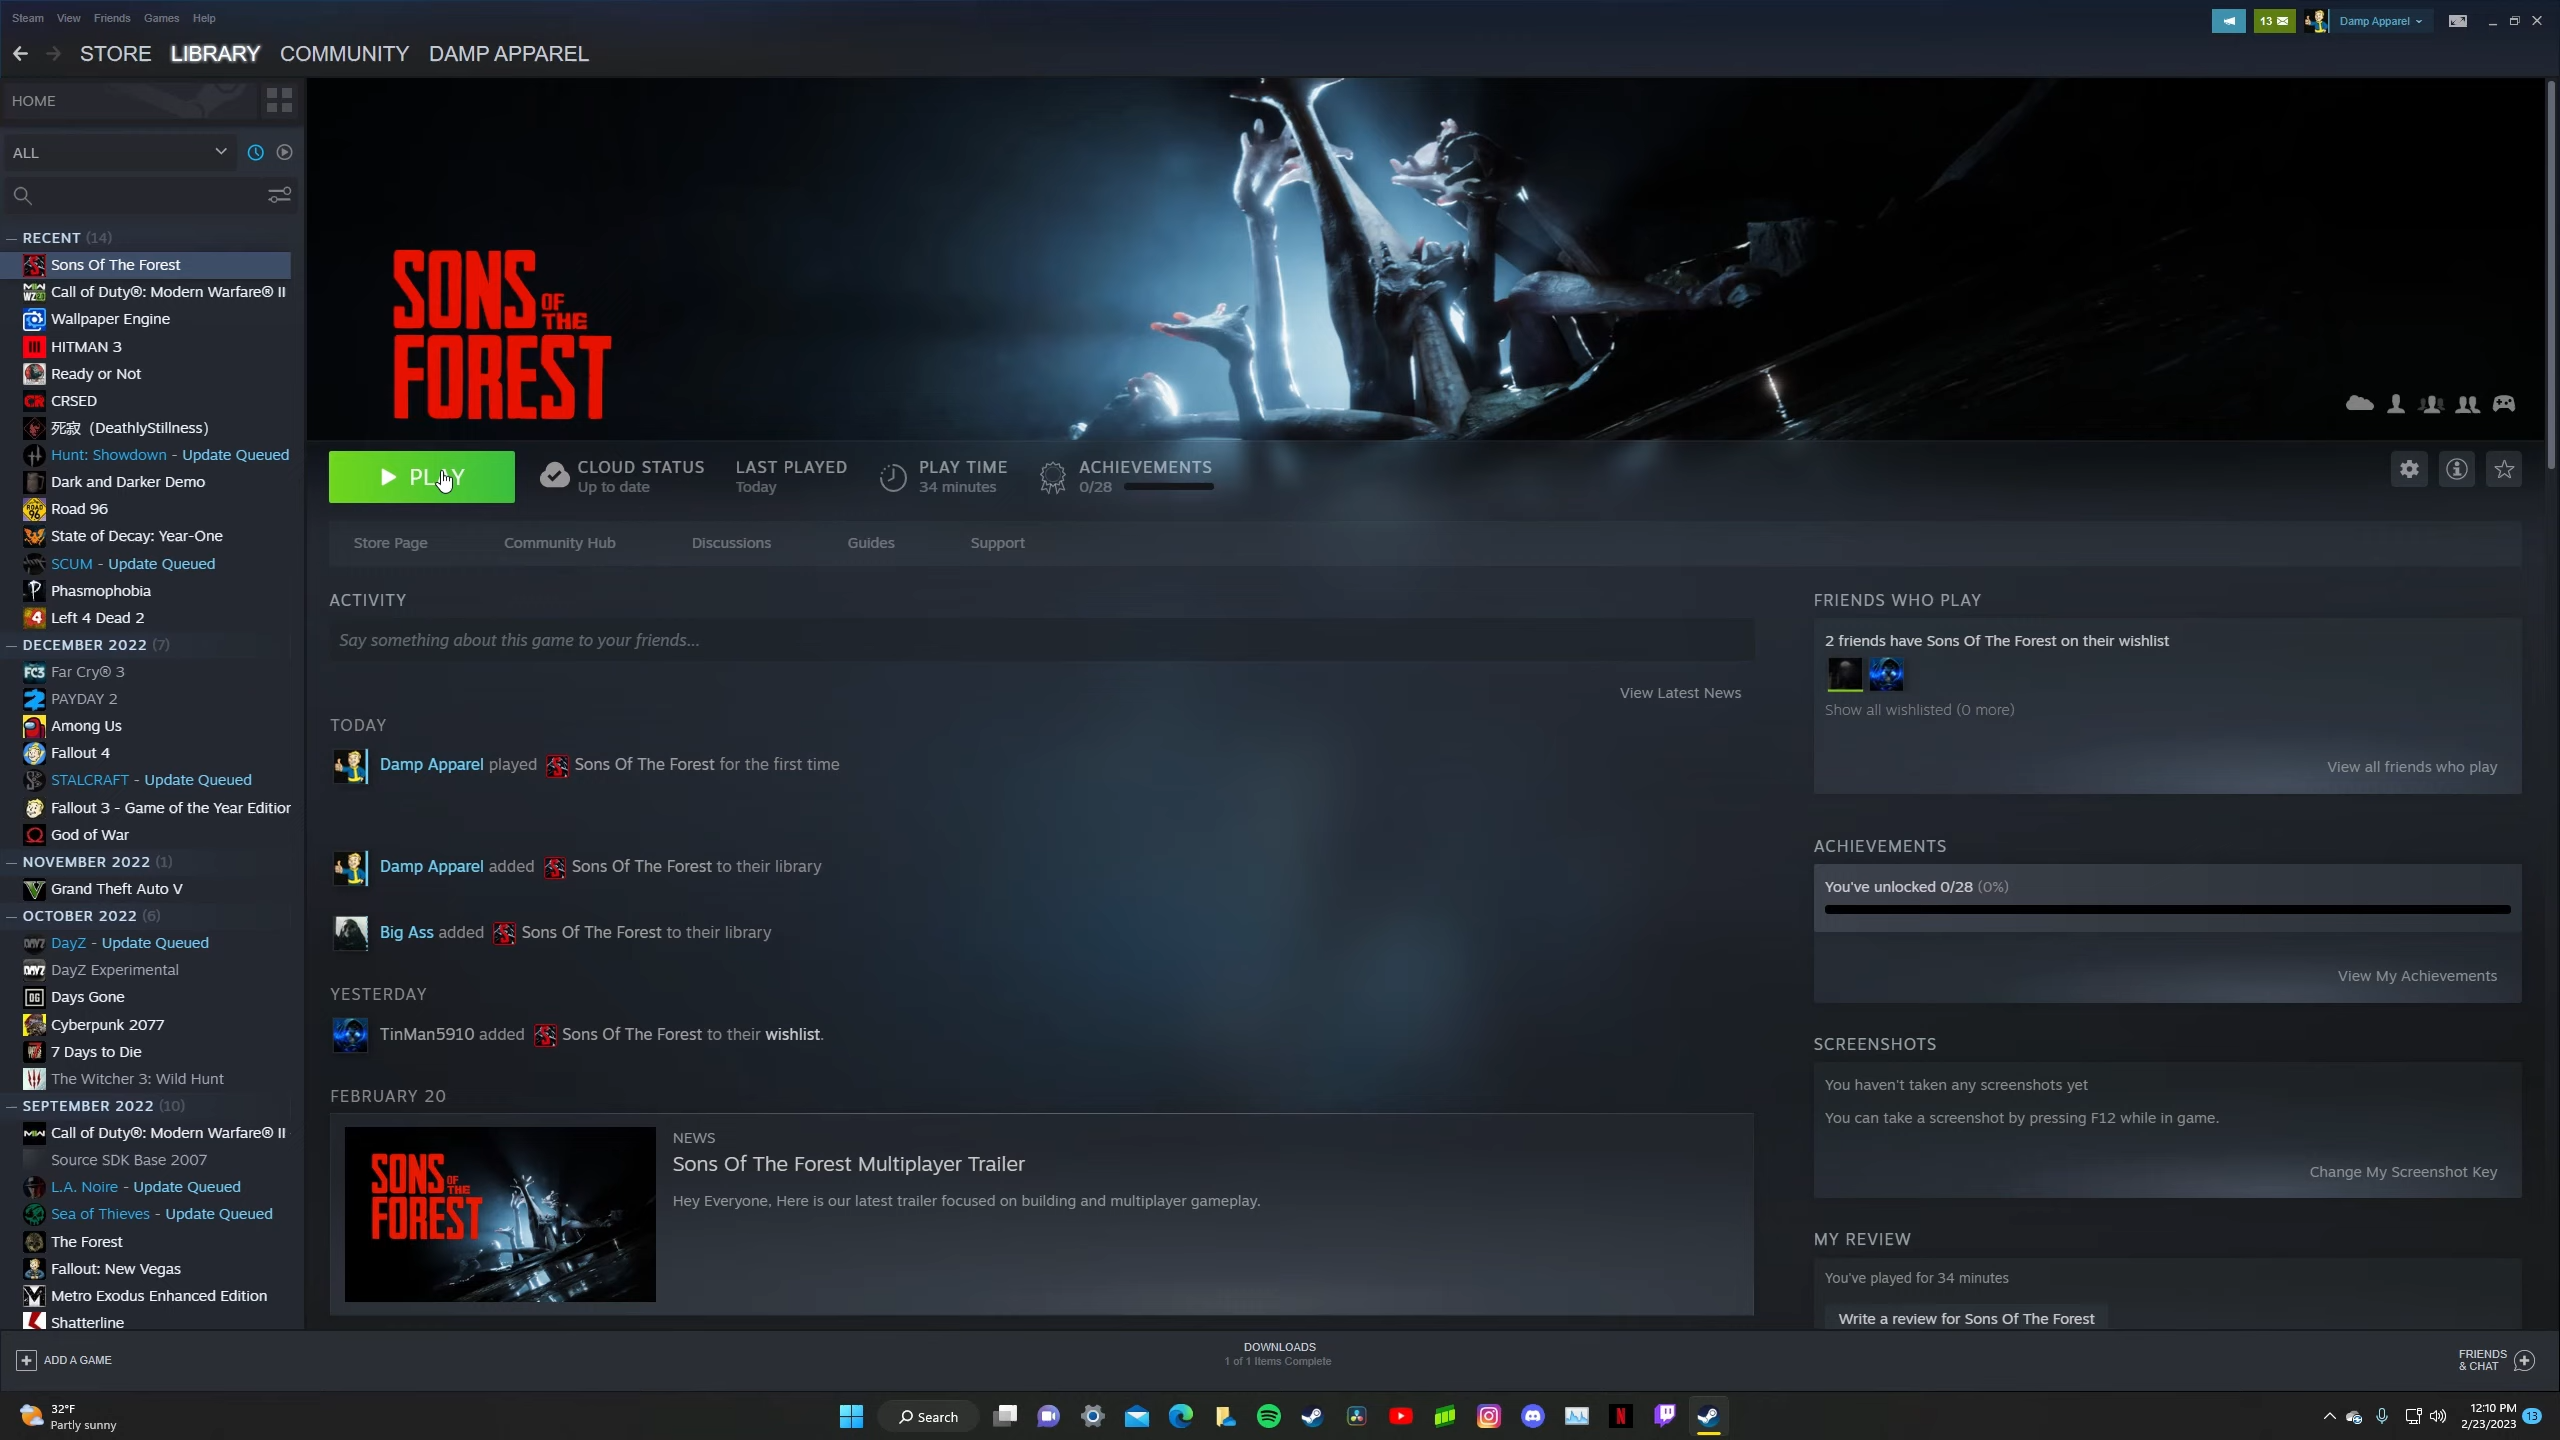 Steam View Friends Games Help
13
Damp Apparel
STORE LIBRARY COMMUNITY DAMP APPAREL
HOME
ALL
RECENT (14)
Sons Of The Forest
Call of Duty®: Modern Warfare® II
Wallpaper Engine
HITMAN 3
Ready or Not
CRSED
死寂（DeathlyStillness）
Hunt: Showdown - Update Queued
Dark and Darker Demo
Road 96
State of Decay: Year-One
SCUM - Update Queued
Phasmophobia
Left 4 Dead 2
DECEMBER 2022 (7)
Far Cry® 3
PAYDAY 2
Among Us
Fallout 4
STALCRAFT - Update Queued
Fallout 3 - Game of the Year Edition
God of War
NOVEMBER 2022 (1)
Grand Theft Auto V
OCTOBER 2022 (6)
DayZ - Update Queued
DayZ Experimental
Days Gone
Cyberpunk 2077
7 Days to Die
The Witcher 3: Wild Hunt
SEPTEMBER 2022 (10)
Call of Duty®: Modern Warfare® II
Source SDK Base 2007
L.A. Noire - Update Queued
Sea of Thieves - Update Queued
The Forest
Fallout: New Vegas
Metro Exodus Enhanced Edition
Shatterline
SONS OF THE FOREST
PLAY
CLOUD STATUS
Up to date
LAST PLAYED
Today
PLAY TIME
34 minutes
ACHIEVEMENTS
0/28
Store Page Community Hub Discussions Guides Support
ACTIVITY
Say something about this game to your friends...
View Latest News
TODAY
Damp Apparel played Sons Of The Forest for the first time
Damp Apparel added Sons Of The Forest to their library
Big Ass added Sons Of The Forest to their library
YESTERDAY
TinMan5910 added Sons Of The Forest to their wishlist.
FEBRUARY 20
SONS OF THE FOREST
NEWS
Sons Of The Forest Multiplayer Trailer
Hey Everyone, Here is our latest trailer focused on building and multiplayer gameplay.
FRIENDS WHO PLAY
2 friends have Sons Of The Forest on their wishlist
Show all wishlisted (0 more)
View all friends who play
ACHIEVEMENTS
You've unlocked 0/28 (0%)
View My Achievements
SCREENSHOTS
You haven't taken any screenshots yet
You can take a screenshot by pressing F12 while in game.
Change My Screenshot Key
MY REVIEW
You've played for 34 minutes
Write a review for Sons Of The Forest
ADD A GAME
DOWNLOADS
1 of 1 Items Complete
FRIENDS
& CHAT
32°F
Partly sunny
Search
12:10 PM
2/23/2023
13